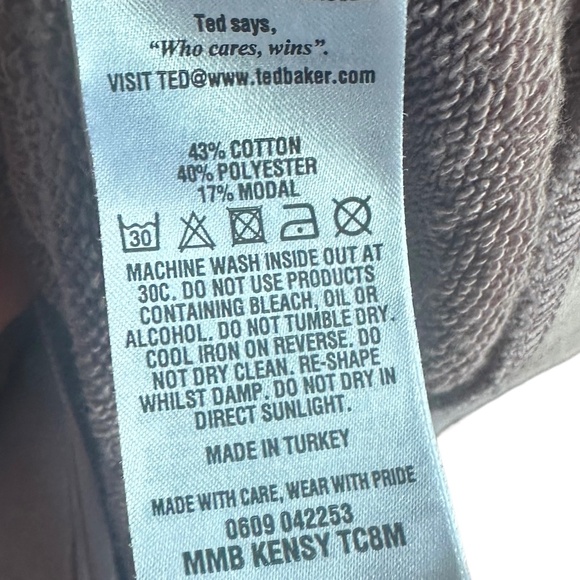 Ted says,
"Who cares, wins".
VISIT TED@www.tedbaker.com
43% COTTON
40% POLYESTER
17% MODAL
30
MACHINE WASH INSIDE OUT AT
30C. DO NOT USE PRODUCTS
CONTAINING BLEACH, OIL OR
ALCOHOL. DO NOT TUMBLE DRY.
COOL IRON ON REVERSE. DO
NOT DRY CLEAN. RE-SHAPE
WHILST DAMP. DO NOT DRY IN
DIRECT SUNLIGHT.
MADE IN TURKEY
MADE WITH CARE, WEAR WITH PRIDE
0609 042253
MMB KENSY TC8M